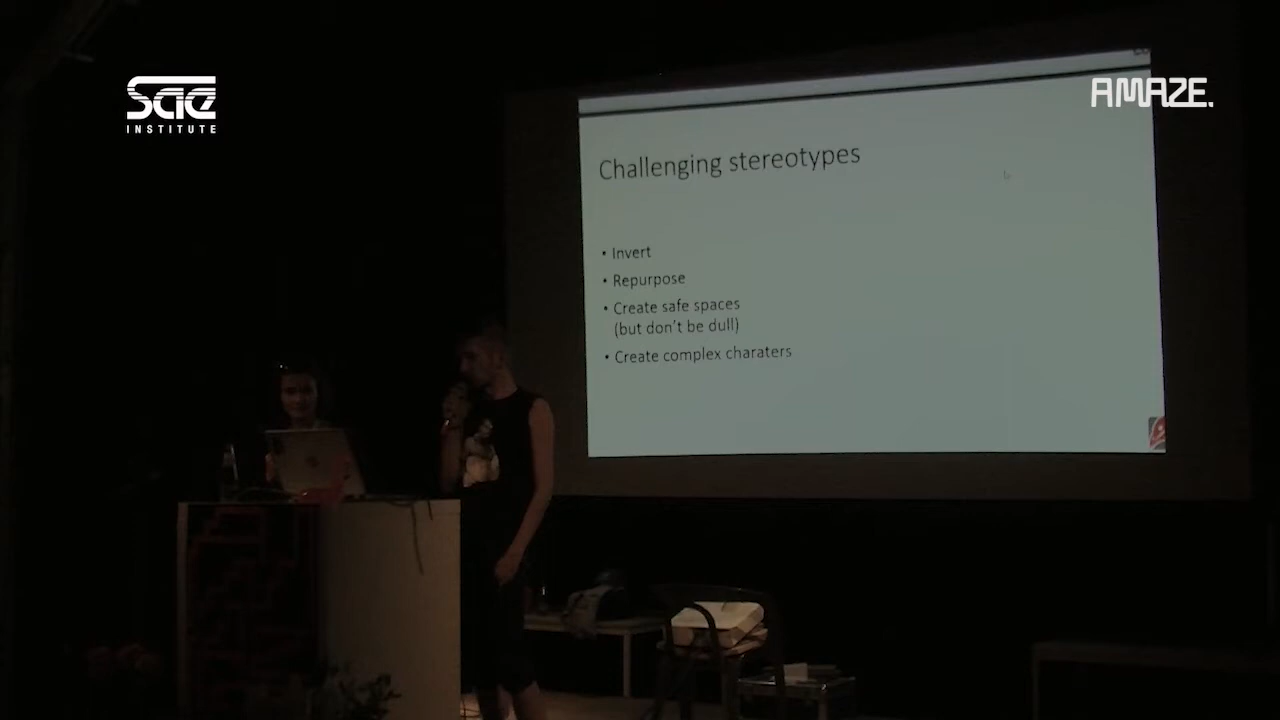 Sae
INSTITUTE
AMAZE.
Challenging stereotypes
• Invert
• Repurpose
• Create safe spaces
(but don't be dull)
• Create complex charaters